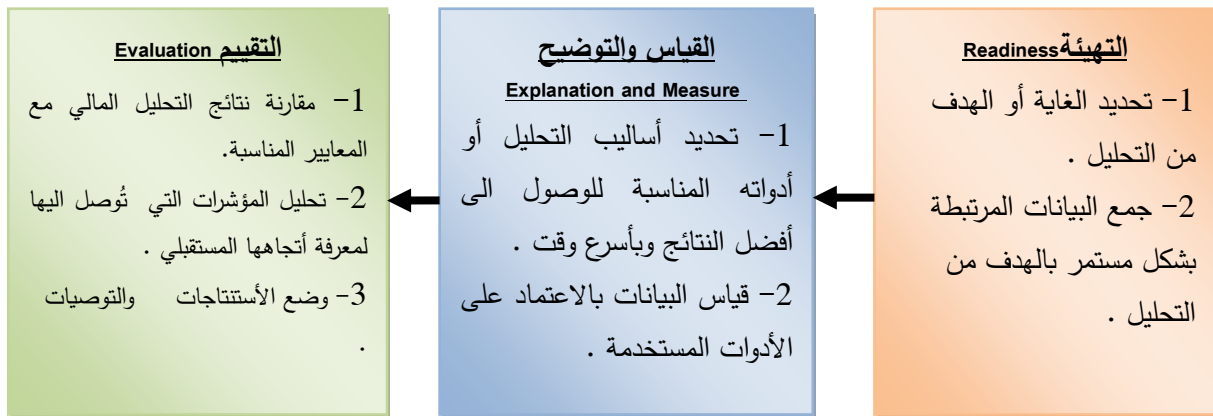 التهيئة Readiness
1- تحديد الغاية أو الهدف
من التحليل .
2- جمع البيانات المرتبطة
بشكل مستمر بالهدف من
التحليل .
القياس والتوضيح
Explanation and Measure
1- تحديد أساليب التحليل أو
أدواته المناسبة للوصول الى
أفضل النتائج وبأسرع وقت .
2- قياس البيانات بالاعتماد على
الأدوات المستخدمة .
التقييم Evaluation
1- مقارنة نتائج التحليل المالي مع
المعايير المناسبة.
2- تحليل المؤشرات التي تُوصل اليها
لمعرفة أتجاهها المستقبلي .
3- وضع الأستنتاجات والتوصيات
.